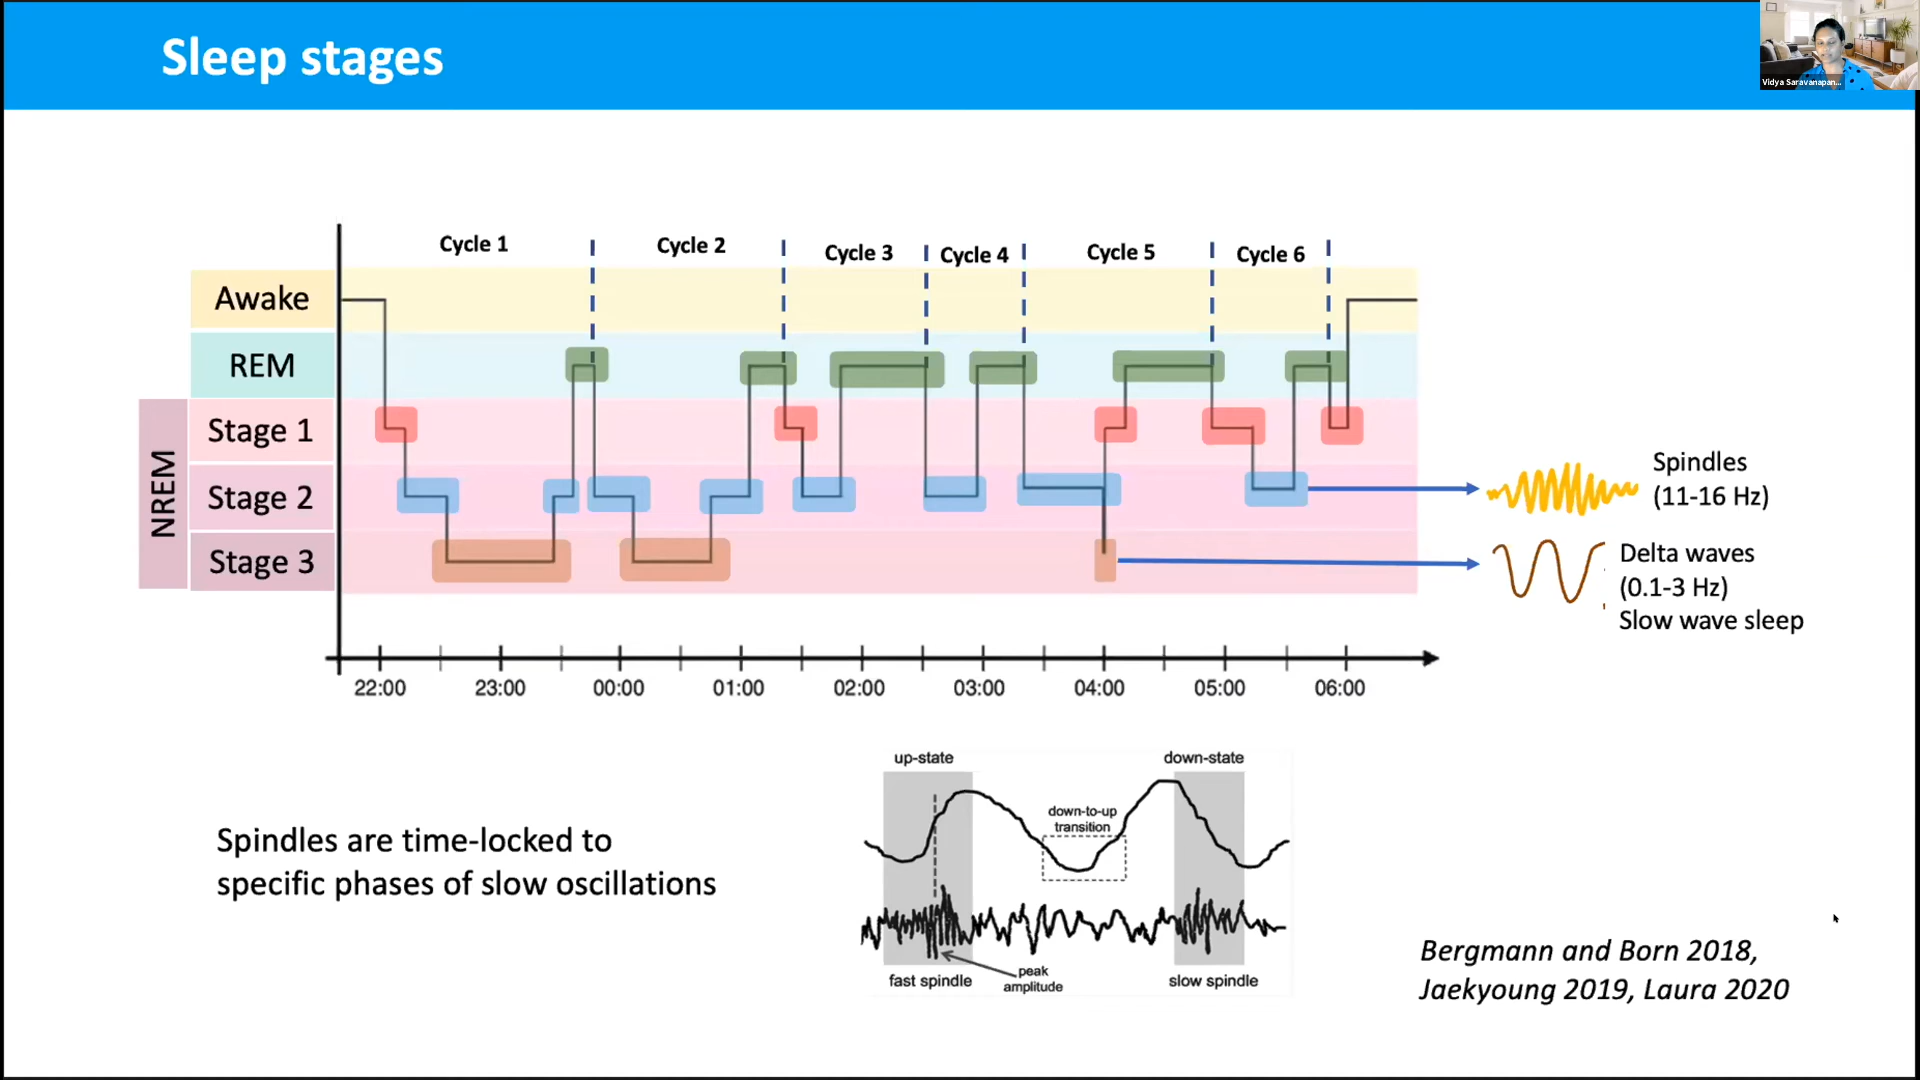 Sleep stages
Vidya Saravanapan...
Cycle 1
Cycle 2
Cycle 3
Cycle 4
Cycle 5
Cycle 6
Awake
REM
NREM
Stage 1
Stage 2
Stage 3
Spindles
(11-16 Hz)
Delta waves
(0.1-3 Hz)
Slow wave sleep
22:00
23:00
00:00
01:00
02:00
03:00
04:00
05:00
06:00
Spindles are time-locked to
specific phases of slow oscillations
up-state
down-state
down-to-up
transition
fast spindle
peak
amplitude
slow spindle
Bergmann and Born 2018,
Jaekyoung 2019, Laura 2020